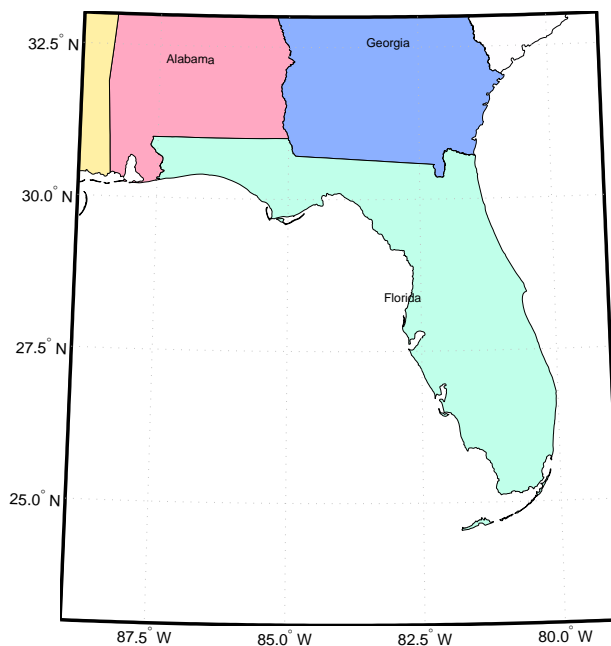 32.5° N
Georgia
Alabama
30.0° N
Florida
27.5° N
25.0° N
87.5° W
85.0° W
82.5° W
80.0° W